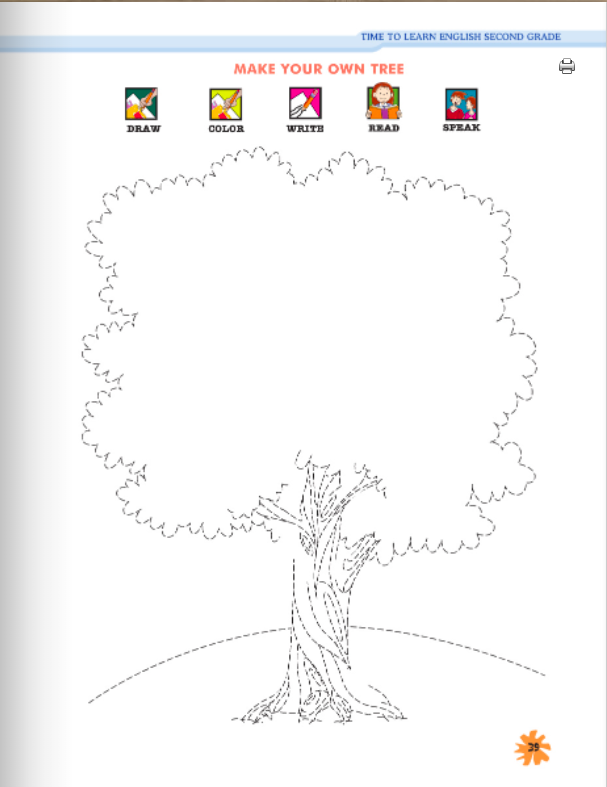 TIME TO LEARN ENGLISH SECOND GRADE
MAKE YOUR OWN TREE
DRAW COLOR WRITE READ SPEAK
39